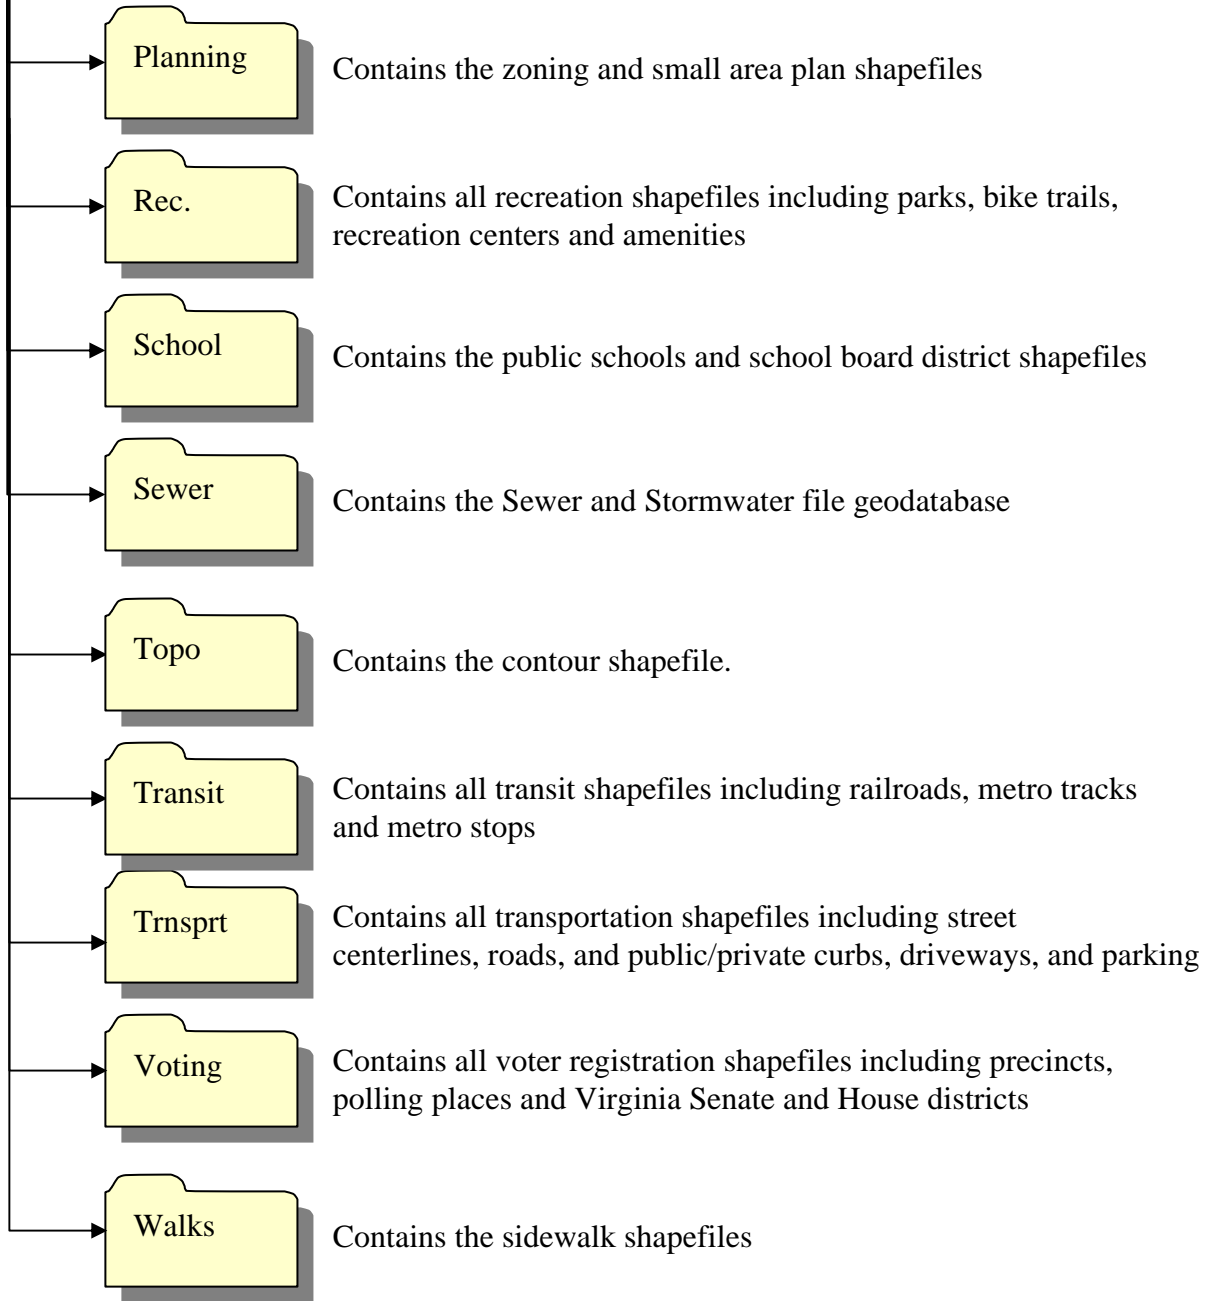 Planning
Contains the zoning and small area plan shapefiles
Rec.
Contains all recreation shapefiles including parks, bike trails,
recreation centers and amenities
School
Contains the public schools and school board district shapefiles
Sewer
Contains the Sewer and Stormwater file geodatabase
Topo
Contains the contour shapefile.
Transit
Contains all transit shapefiles including railroads, metro tracks
and metro stops
Trnsprt
Contains all transportation shapefiles including street
centerlines, roads, and public/private curbs, driveways, and parking
Voting
Contains all voter registration shapefiles including precincts,
polling places and Virginia Senate and House districts
Walks
Contains the sidewalk shapefiles